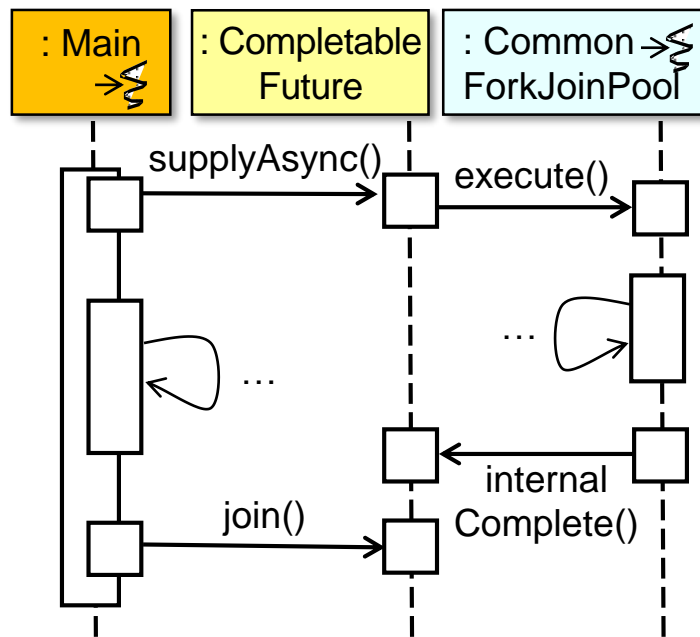 : Main
: Completable
Future
: Common
ForkJoinPool
supplyAsync()
execute()
...
...
internal
Complete()
join()